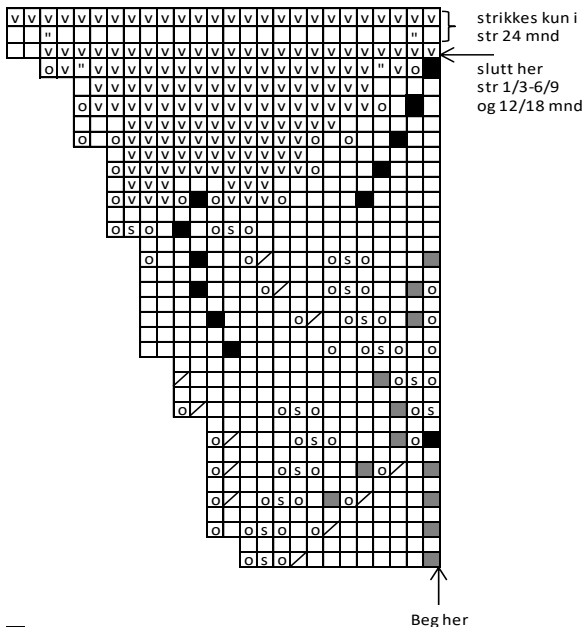 v v v v v v v v v v v v v v v v v v v v v v v v v v
strikkes kun i
" "
str 24 mnd
v v v v v v v v v v v v v v v v v v v v v v v v
o v " v v v v v v v v v v v v v v v v v " v o
slutt her
v v v v v v v v v v v v v v v v v
str 1/3-6/9
o v v v v v v v v v v v v v v v v v o
og 12/18 mnd
v v v v v v v v v v v v v
o o v v v v v v v v v v v o o
v v v v v v v v v v v
o v v v v v v v v v v v o
v v v v v v
o v v v o o v v v o
o s o o s o
o o o s o
o o s o o
o o s o o
o o s o o
o s o
o o s o o s
o o s o o
o o s o o
o o s o o
o o s o o
o s o
Beg her